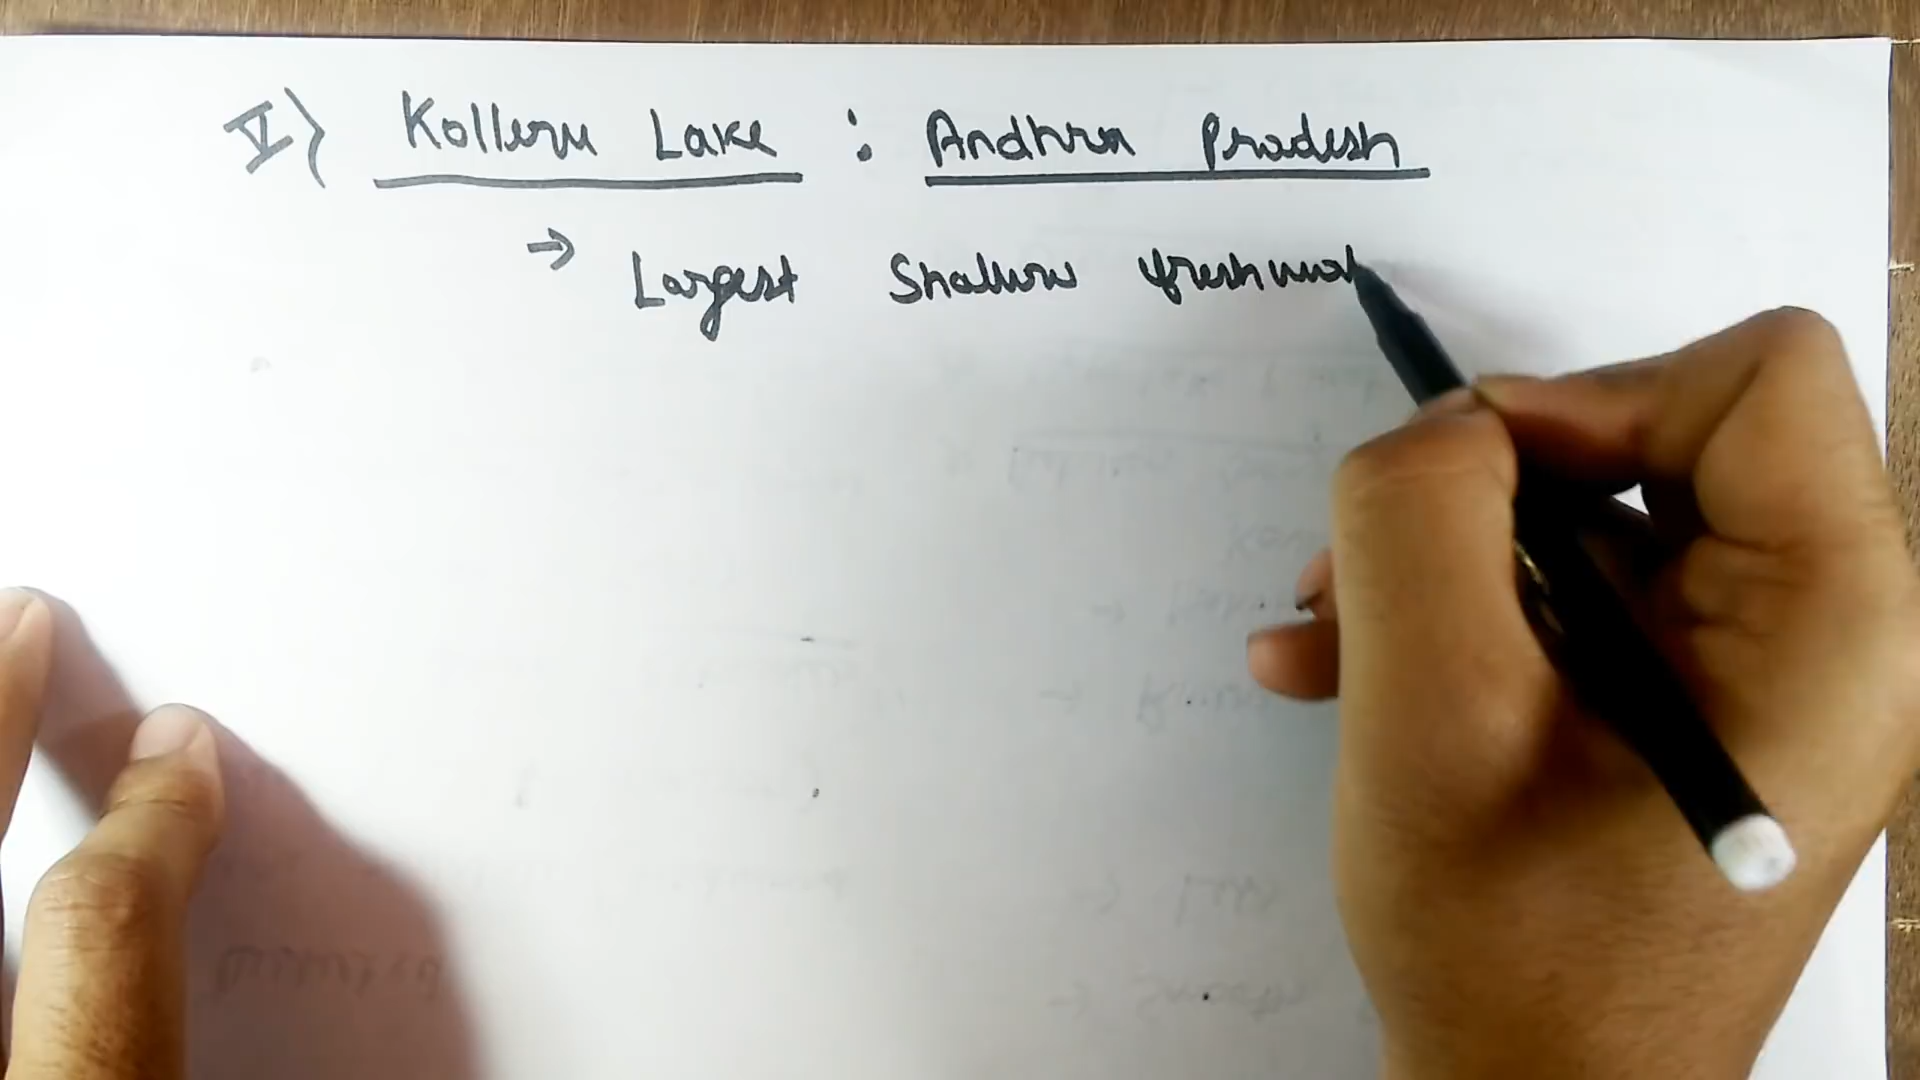 V) Kolleru Lake : Andhra Pradesh
→ Largest Shallow freshwat